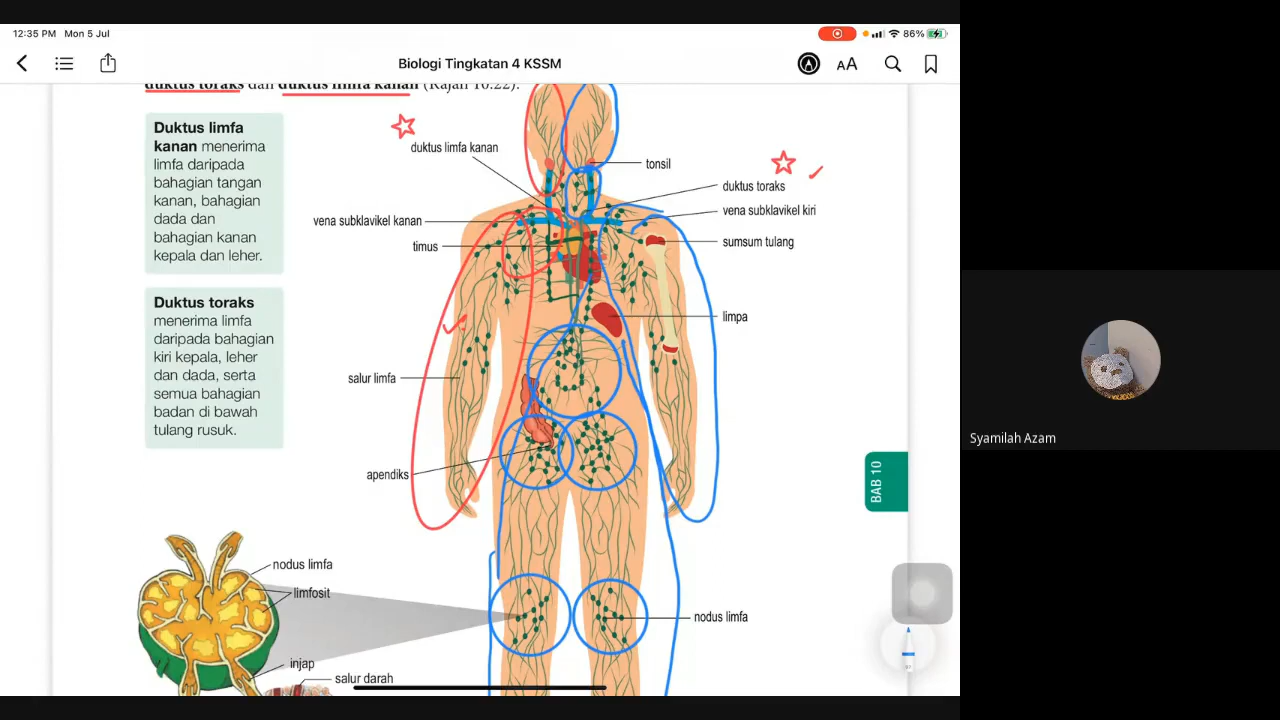 12:35 PM Mon 5 Jul
86%
Biologi Tingkatan 4 KSSM
AA
duktus toraks dan duktus limfa kanan (Rajah 10.22).
Duktus limfa
kanan menerima
limfa daripada
bahagian tangan
kanan, bahagian
dada dan
bahagian kanan
kepala dan leher.
Duktus toraks
menerima limfa
daripada bahagian
kiri kepala, leher
dan dada, serta
semua bahagian
badan di bawah
tulang rusuk.
duktus limfa kanan
tonsil
duktus toraks
vena subklavikel kanan
vena subklavikel kiri
timus
sumsum tulang
limpa
salur limfa
apendiks
BAB 10
nodus limfa
limfosit
nodus limfa
injap
salur darah
Syamilah Azam